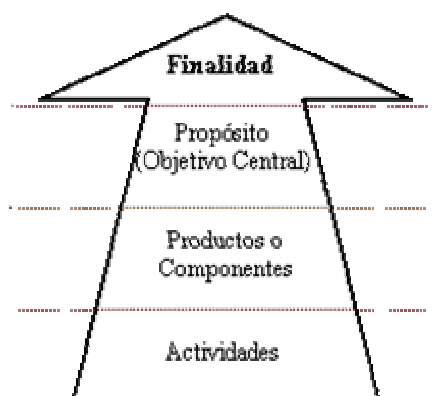 Finalidad
Propósito
(Objetivo Central)
Productos o
Componentes
Actividades